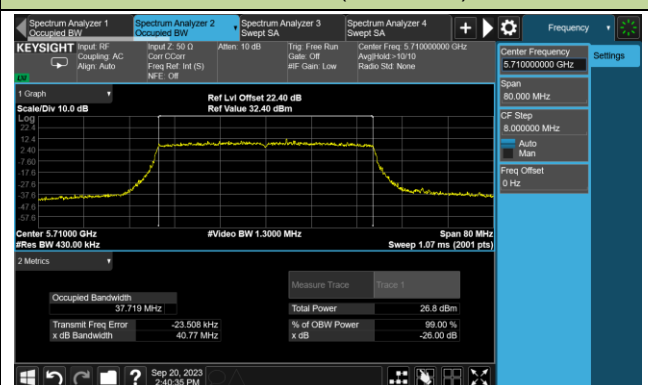 Spectrum Analyzer 1
Occupied BW
Spectrum Analyzer 2
Occupied BW
Spectrum Analyzer 3
Swept SA
Spectrum Analyzer 4
Swept SA
Frequency
KEYSIGHT
Input: RF
Coupling: AC
Align: Auto
Input Z: 50 Ω
Corr CCorr
Freq Ref: Int (S)
NFE: Off
Atten: 10 dB
Trig: Free Run
Gate: Off
#IF Gain: Low
Center Freq: 5.710000000 GHz
Avg|Hold:>10/10
Radio Std: None
Center Frequency
5.710000000 GHz
Settings
Span
80.000 MHz
CF Step
8.000000 MHz
Auto
Man
Freq Offset
0 Hz
1 Graph
Scale/Div 10.0 dB
Ref Lvl Offset 22.40 dB
Ref Value 32.40 dBm
Log
22.4
12.4
2.40
-7.60
-17.6
-27.6
-37.6
-47.6
-57.6
Center 5.71000 GHz
#Res BW 430.00 kHz
#Video BW 1.3000 MHz
Span 80 MHz
Sweep 1.07 ms (2001 pts)
2 Metrics
Measure Trace
Trace 1
Occupied Bandwidth
37.719 MHz
Total Power
26.8 dBm
Transmit Freq Error
-23.508 kHz
% of OBW Power
99.00 %
x dB Bandwidth
40.77 MHz
x dB
-26.00 dB
Sep 20, 2023
2:40:35 PM